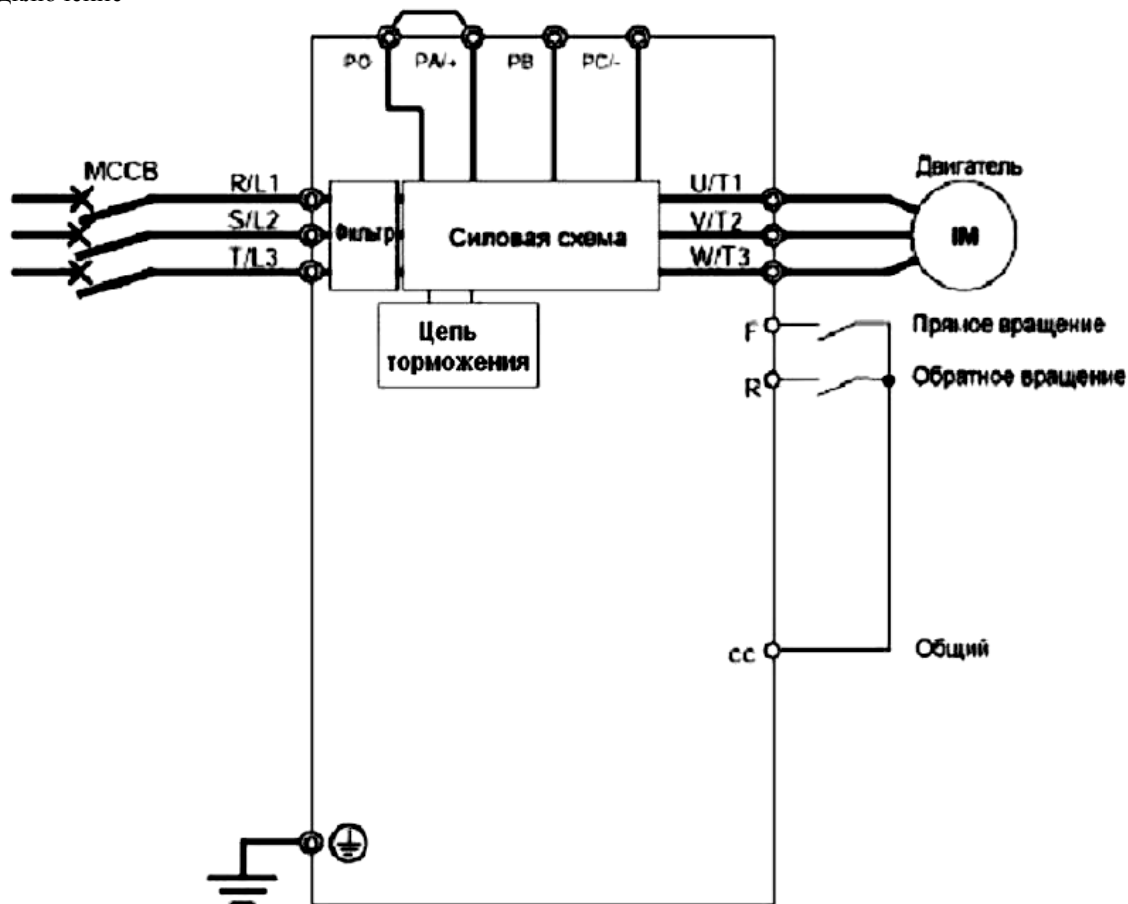 PO PA/+ PB PC/-
MCCB
Двигатель
R/L1
U/T1
S/L2
Фильтр
Силовая схема
V/T2
IM
T/L3
W/T3
Цепь
торможения
F
Прямое вращение
R
Обратное вращение
CC
Общий